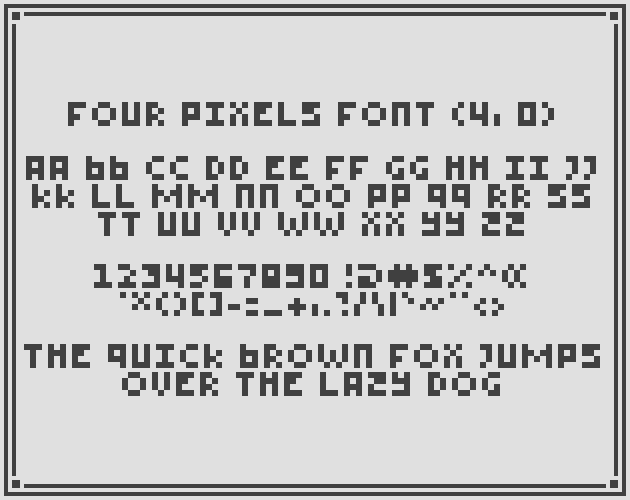 FOUR PIXELS FONT (4, 0)
AA bb CC DD EE FF GG HH II JJ
kk LL MM nn OO PP qq RR SS
TT UU VV WW XX yy ZZ
1234567890 !@#$%^&
"*()[]-=_+,.?/\|`~¨<>
THE qUICk bROWn FOX JUMPS
OVER THE LAZy DOG